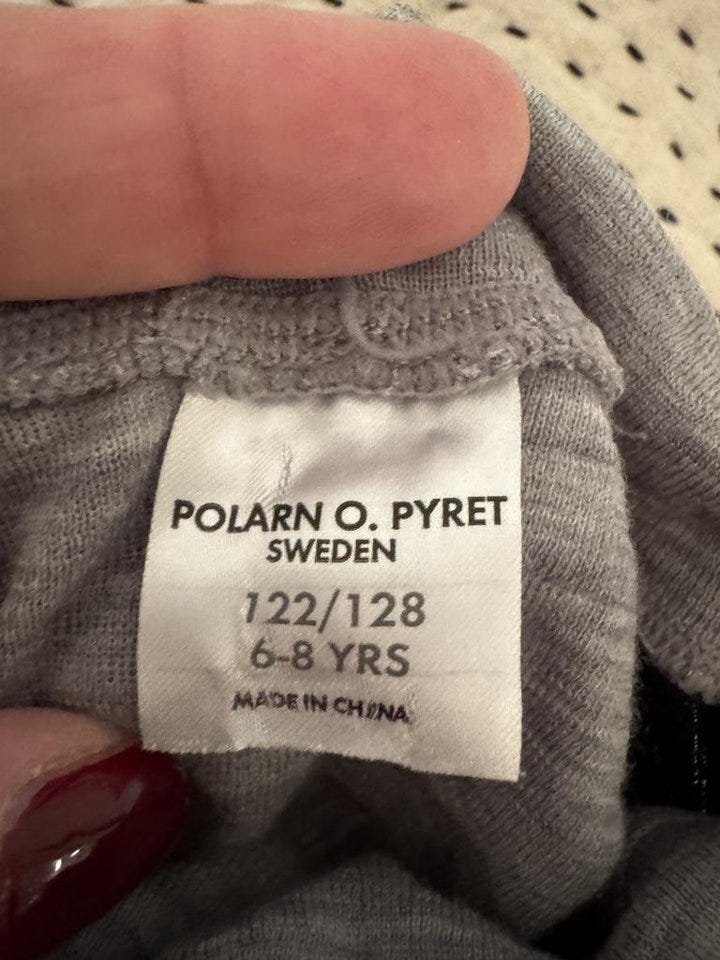 POLARN O. PYRET
SWEDEN
122/128
6-8 YRS
MADE IN CHINA